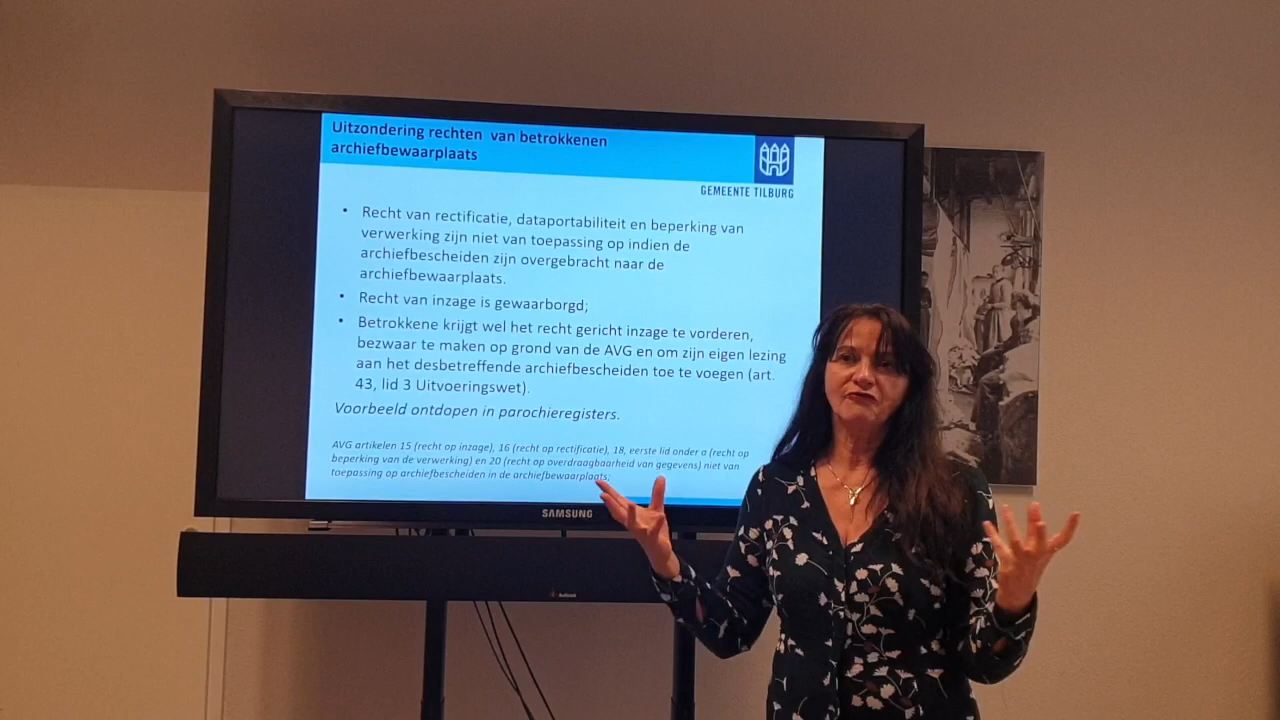 Uitzondering rechten van betrokkenen
archiefbewaarplaats
GEMEENTE TILBURG
• Recht van rectificatie, dataportabiliteit en beperking van
verwerking zijn niet van toepassing op indien de
archiefbescheiden zijn overgebracht naar de
archiefbewaarplaats.
• Recht van inzage is gewaarborgd;
• Betrokkene krijgt wel het recht gericht inzage te vorderen,
bezwaar te maken op grond van de AVG en om zijn eigen lezing
aan het desbetreffende archiefbescheiden toe te voegen (art.
43, lid 3 Uitvoeringswet).
Voorbeeld ontdopen in parochieregisters.
AVG artikelen 15 (recht op inzage), 16 (recht op rectificatie), 18, eerste lid onder a (recht op
beperking van de verwerking) en 20 (recht op overdraagbaarheid van gegevens) niet van
toepassing op archiefbescheiden in de archiefbewaarplaats;
SAMSUNG